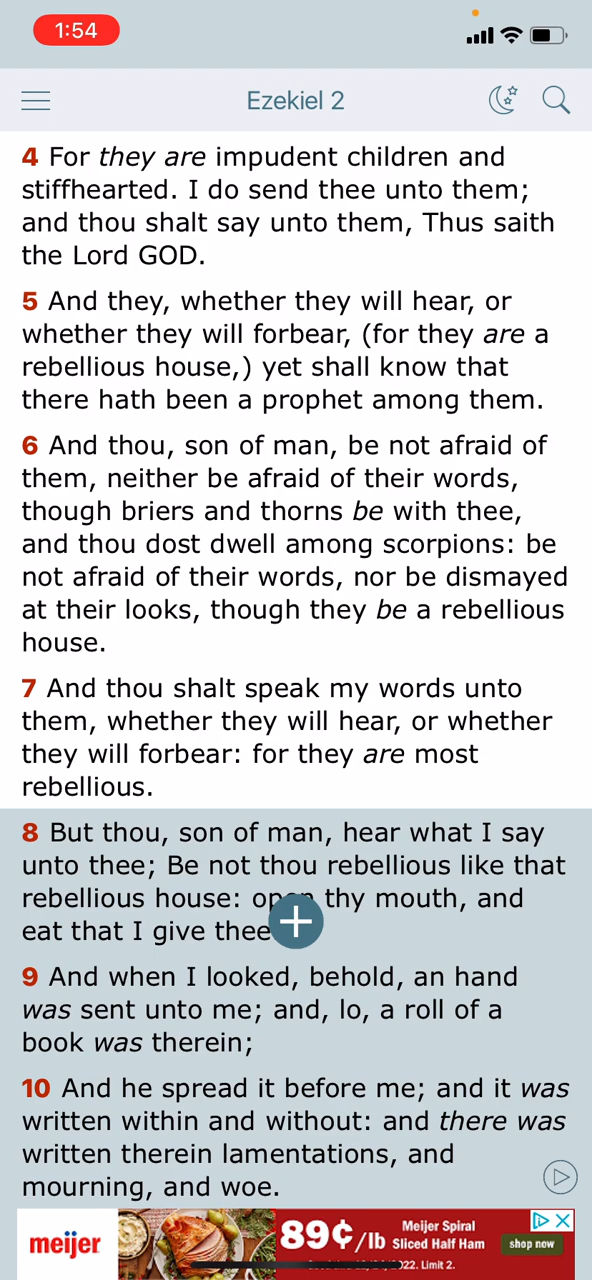 1:54
Ezekiel 2
4 For they are impudent children and
stiffhearted. I do send thee unto them;
and thou shalt say unto them, Thus saith
the Lord GOD.
5 And they, whether they will hear, or
whether they will forbear, (for they are a
rebellious house,) yet shall know that
there hath been a prophet among them.
6 And thou, son of man, be not afraid of
them, neither be afraid of their words,
though briers and thorns be with thee,
and thou dost dwell among scorpions: be
not afraid of their words, nor be dismayed
at their looks, though they be a rebellious
house.
7 And thou shalt speak my words unto
them, whether they will hear, or whether
they will forbear: for they are most
rebellious.
8 But thou, son of man, hear what I say
unto thee; Be not thou rebellious like that
rebellious house: open thy mouth, and
eat that I give thee
9 And when I looked, behold, an hand
was sent unto me; and, lo, a roll of a
book was therein;
10 And he spread it before me; and it was
written within and without: and there was
written therein lamentations, and
mourning, and woe.
meijer
89¢/lb
Meijer Spiral
Sliced Half Ham
shop now
022. Limit 2.